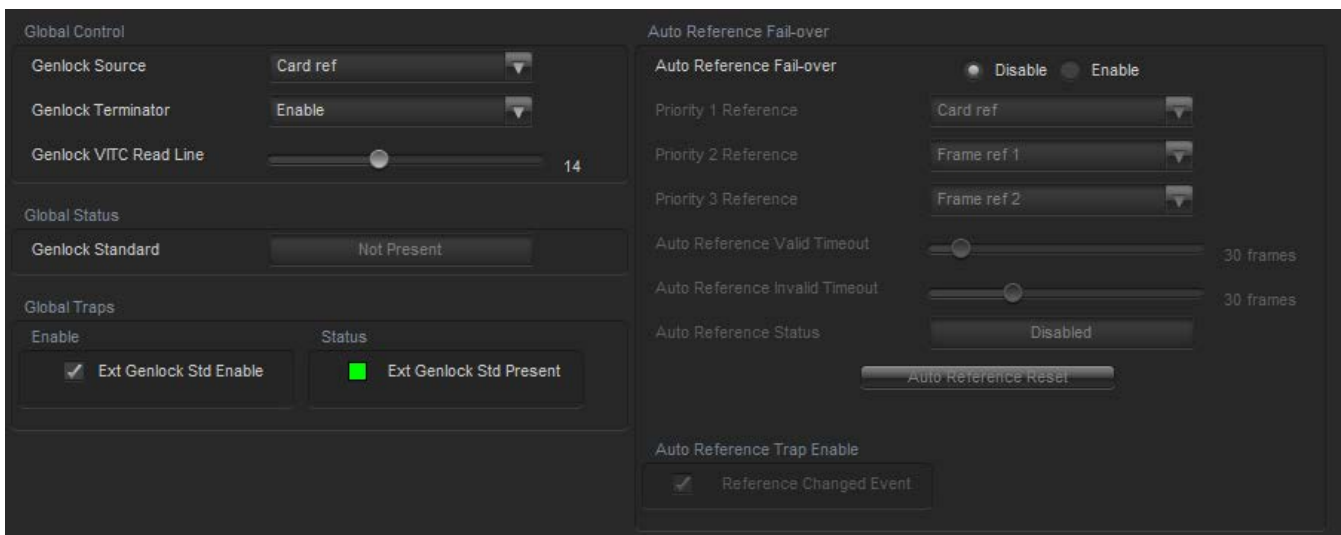 Global Control
Genlock Source Card ref
Genlock Terminator Enable
Genlock VITC Read Line 14
Global Status
Genlock Standard Not Present
Global Traps
Enable Status
Ext Genlock Std Enable Ext Genlock Std Present
Auto Reference Fail-over
Auto Reference Fail-over Disable Enable
Priority 1 Reference Card ref
Priority 2 Reference Frame ref 1
Priority 3 Reference Frame ref 2
Auto Reference Valid Timeout 30 frames
Auto Reference Invalid Timeout 30 frames
Auto Reference Status Disabled
Auto Reference Reset
Auto Reference Trap Enable
Reference Changed Event